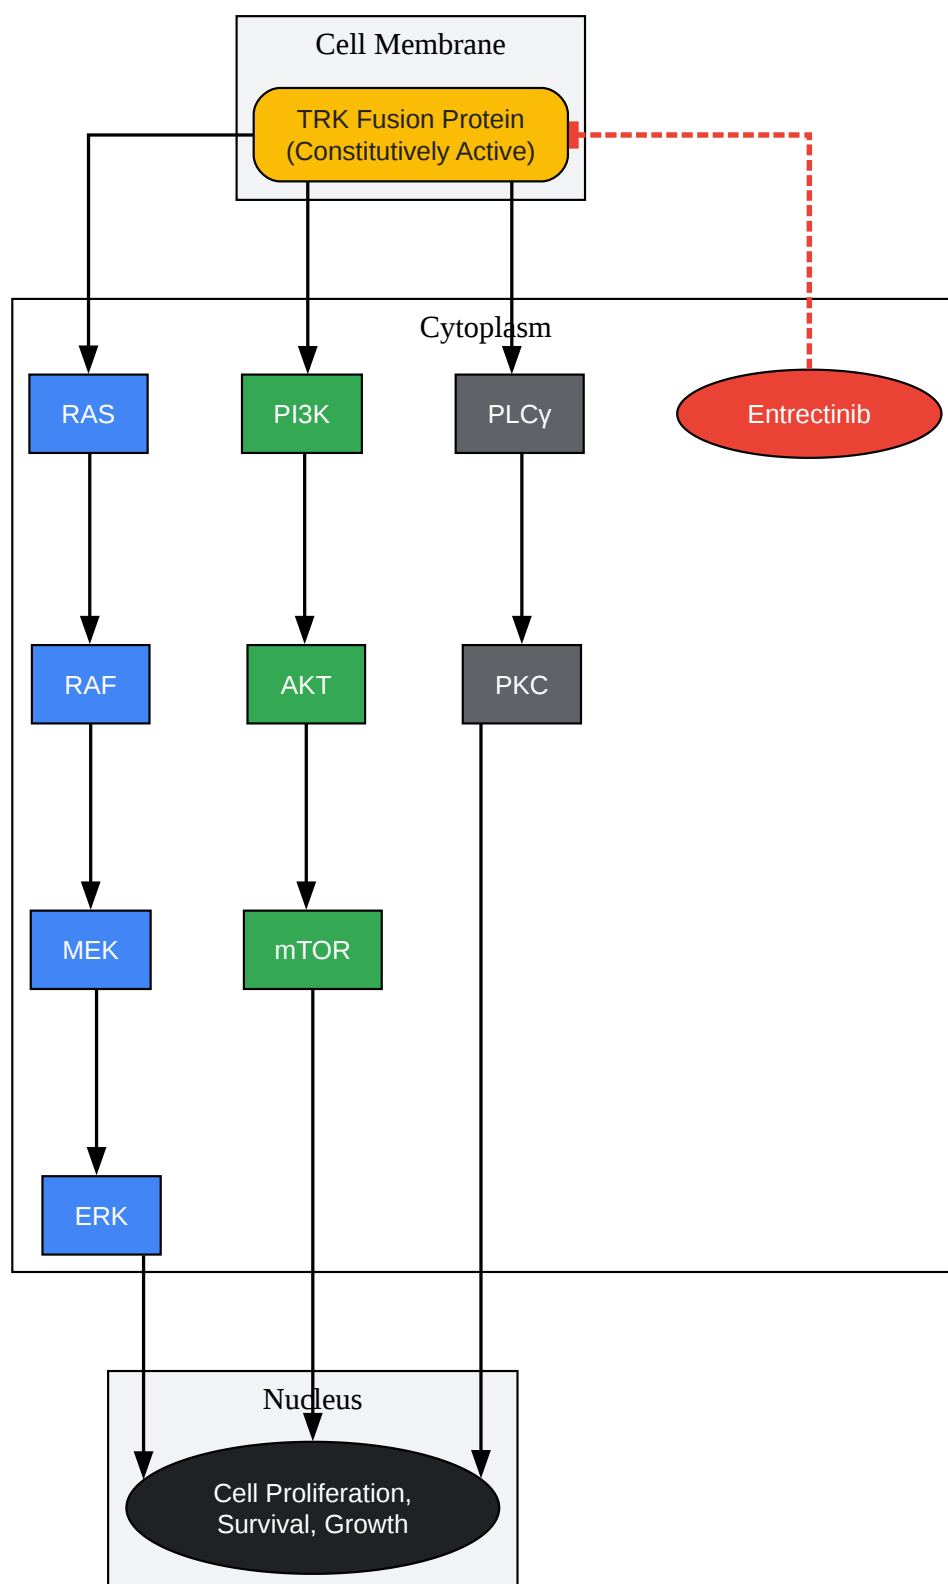 Cell Membrane
TRK Fusion Protein
(Constitutively Active)
Cytoplasm
RAS
PI3K
PLCγ
Entrectinib
RAF
AKT
PKC
MEK
mTOR
ERK
Nucleus
Cell Proliferation,
Survival, Growth